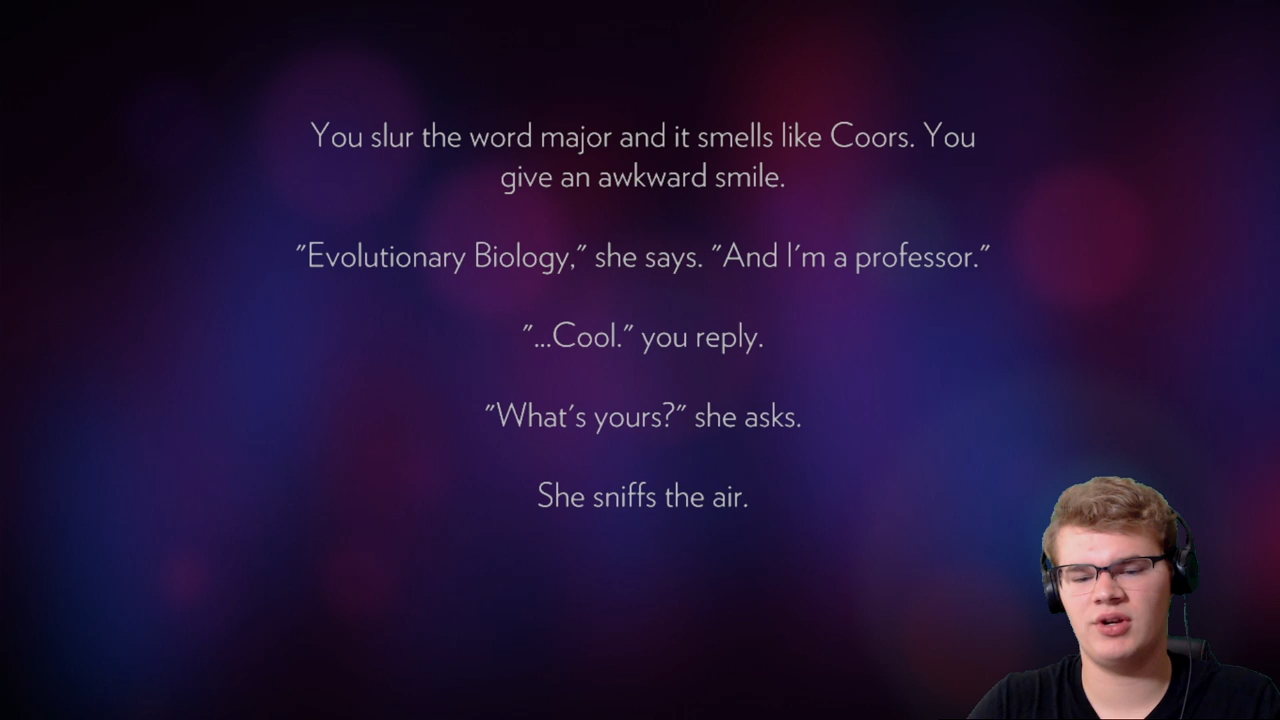 You slur the word major and it smells like Coors. You
give an awkward smile.
"Evolutionary Biology," she says. "And I'm a professor."
"...Cool." you reply.
"What's yours?" she asks.
She sniffs the air.